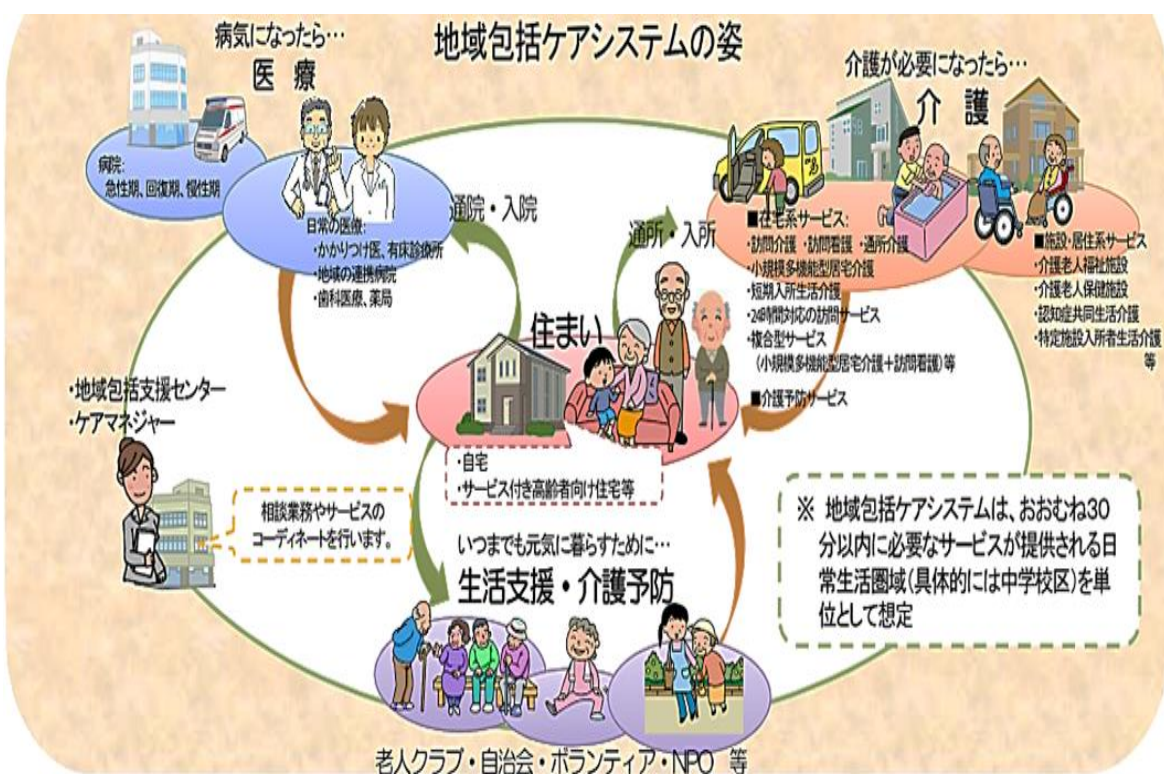 地域包括ケアシステムの姿
病気になったら…
医 療
病院:
急性期、回復期、慢性期
日常の医療:
・かかりつけ医、有床診療所
・地域の連携病院
・歯科医療、薬局
通院・入院
通所・入所
介護が必要になったら…
介 護
■在宅系サービス:
・訪問介護 ・訪問看護 ・通所介護
・小規模多機能型居宅介護
・短期入所生活介護
・24時間対応の訪問サービス
・複合型サービス
(小規模多機能型居宅介護+訪問看護)等
■介護予防サービス
■施設・居住系サービス
・介護老人福祉施設
・介護老人保健施設
・認知症共同生活介護
・特定施設入所者生活介護
等
住まい
・自宅
・サービス付き高齢者向け住宅等
・地域包括支援センター
・ケアマネジャー
相談業務やサービスの
コーディネートを行います。
いつまでも元気に暮らすために…
生活支援・介護予防
老人クラブ・自治会・ボランティア・NPO 等
※ 地域包括ケアシステムは、おおむね30
分以内に必要なサービスが提供される日
常生活圏域(具体的には中学校区)を単
位として想定